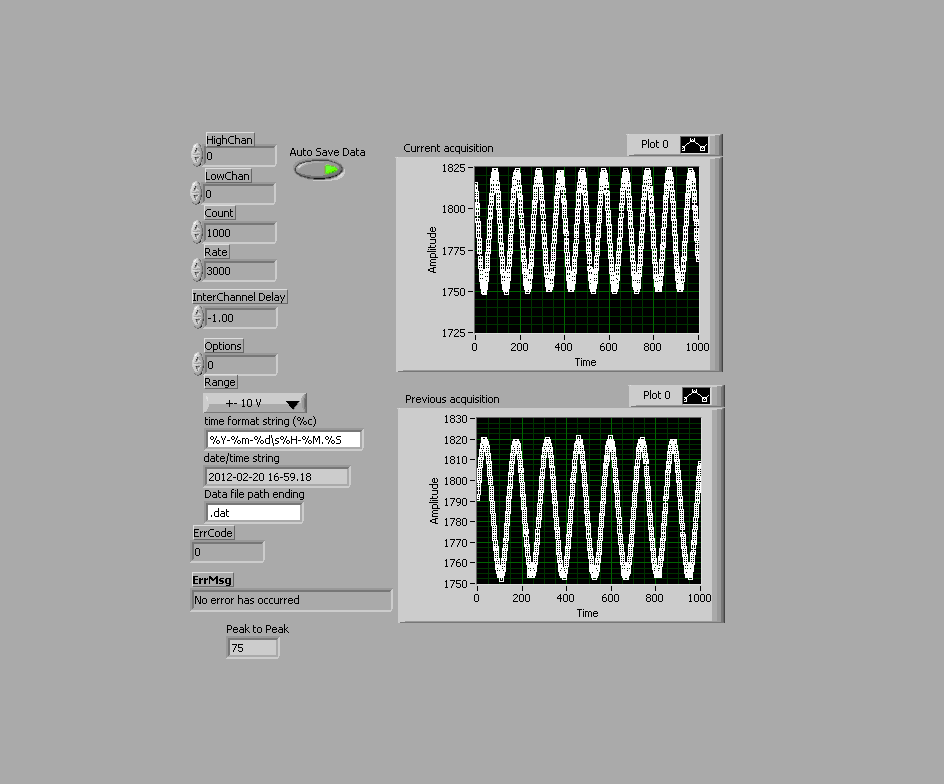 HighChan
0
LowChan
0
Count
1000
Rate
3000
InterChannel Delay
-1.00
Options
0
Range
+- 10 V
time format string (%c)
%Y-%m-%d\s%H-%M.%S
date/time string
2012-02-20 16-59.18
Data file path ending
.dat
ErrCode
0
ErrMsg
No error has occurred
Peak to Peak
75
Auto Save Data
Current acquisition
Plot 0
Amplitude
1825
1800
1775
1750
1725
0 200 400 600 800 1000
Time
Previous acquisition
Plot 0
Amplitude
1830
1820
1810
1800
1790
1780
1770
1760
1750
0 200 400 600 800 1000
Time